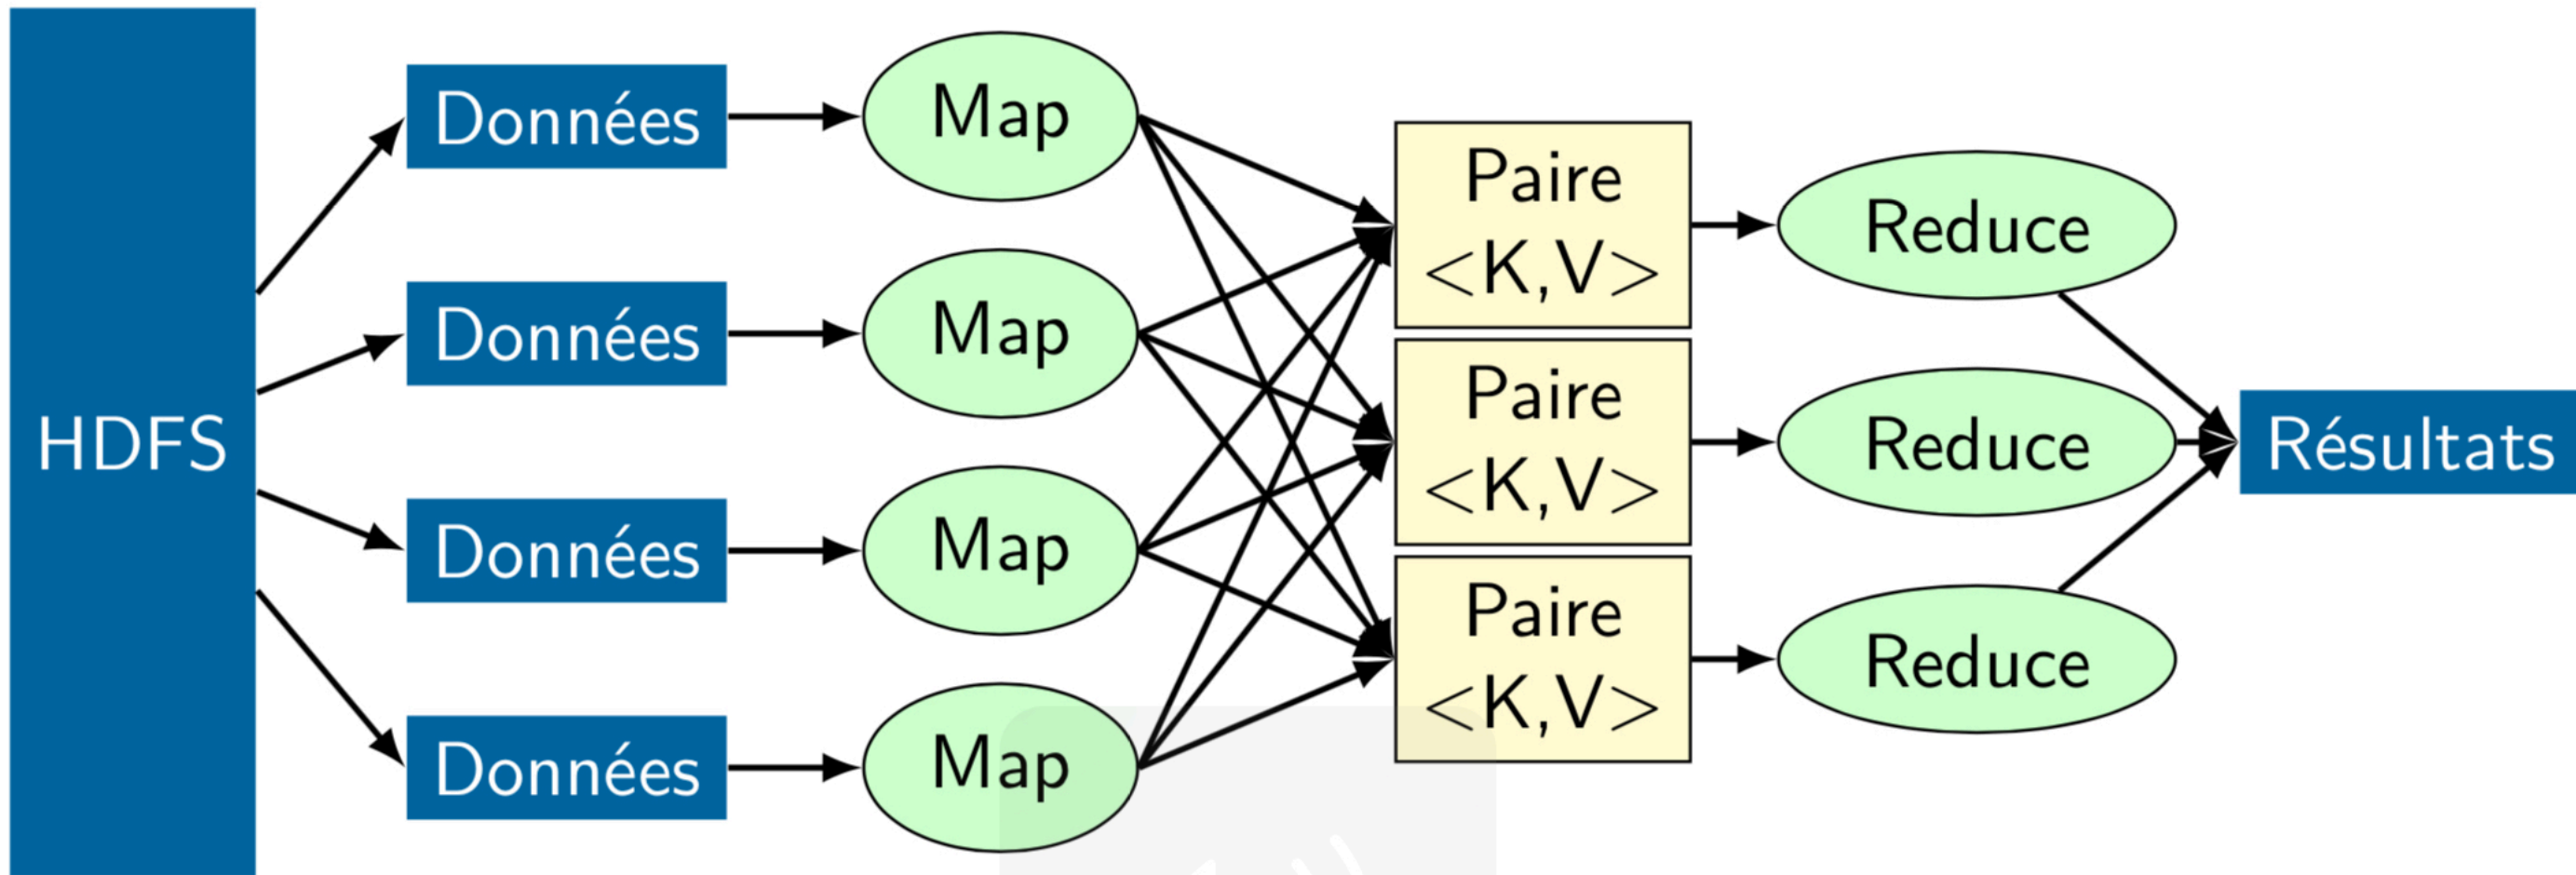 HDFS
Données
Données
Données
Données
Map
Map
Map
Map
Paire
<K,V>
Paire
<K,V>
Paire
<K,V>
Reduce
Reduce
Reduce
Résultats